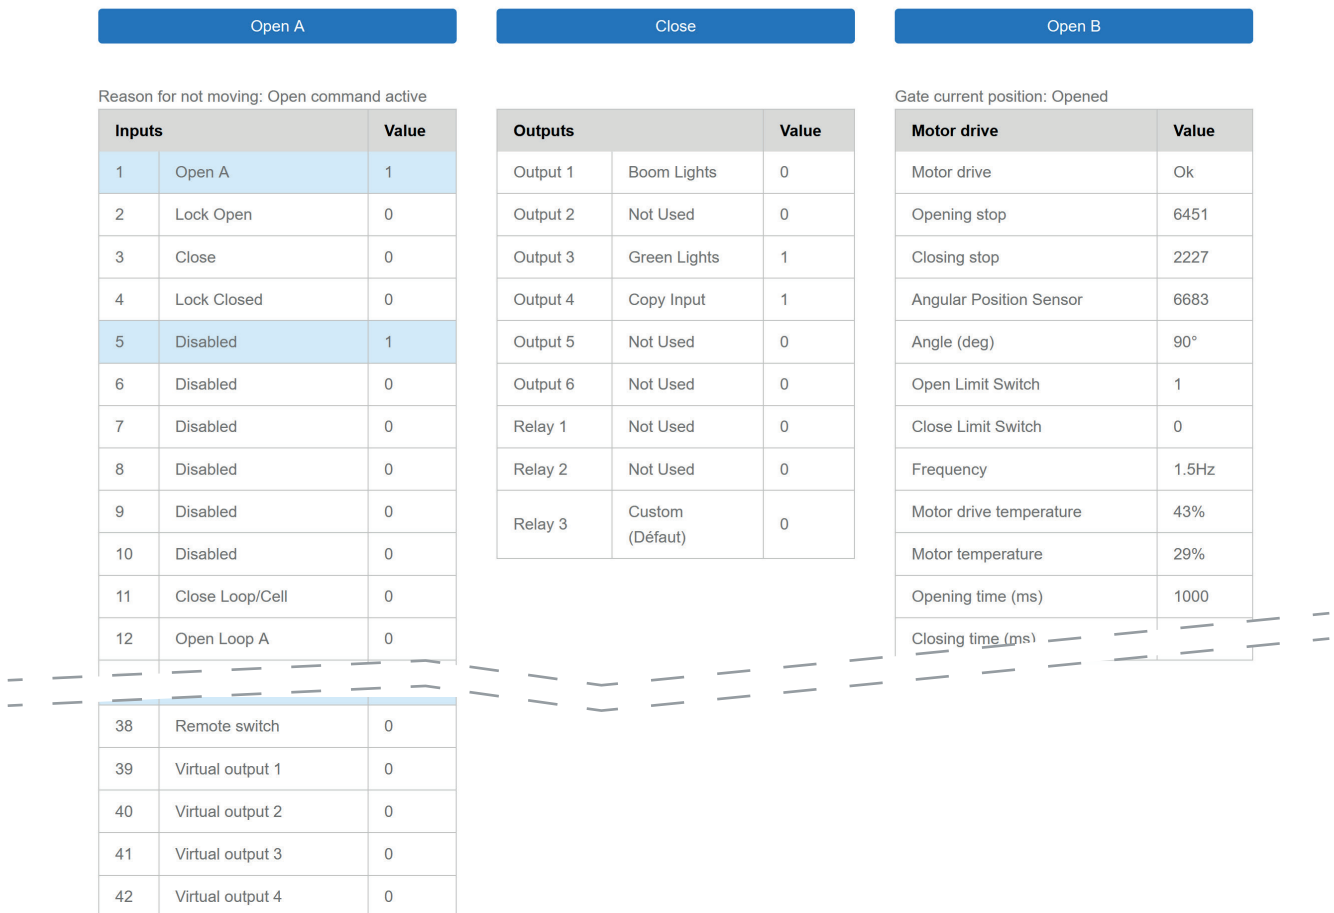 Open A
Close
Open B
Reason for not moving: Open command active
Inputs Value
1 Open A 1
2 Lock Open 0
3 Close 0
4 Lock Closed 0
5 Disabled 1
6 Disabled 0
7 Disabled 0
8 Disabled 0
9 Disabled 0
10 Disabled 0
11 Close Loop/Cell 0
12 Open Loop A 0
38 Remote switch 0
39 Virtual output 1 0
40 Virtual output 2 0
41 Virtual output 3 0
42 Virtual output 4 0
Outputs Value
Output 1 Boom Lights 0
Output 2 Not Used 0
Output 3 Green Lights 1
Output 4 Copy Input 1
Output 5 Not Used 0
Output 6 Not Used 0
Relay 1 Not Used 0
Relay 2 Not Used 0
Relay 3 Custom
(Défaut) 0
Gate current position: Opened
Motor drive Value
Motor drive Ok
Opening stop 6451
Closing stop 2227
Angular Position Sensor 6683
Angle (deg) 90°
Open Limit Switch 1
Close Limit Switch 0
Frequency 1.5Hz
Motor drive temperature 43%
Motor temperature 29%
Opening time (ms) 1000
Closing time (ms)